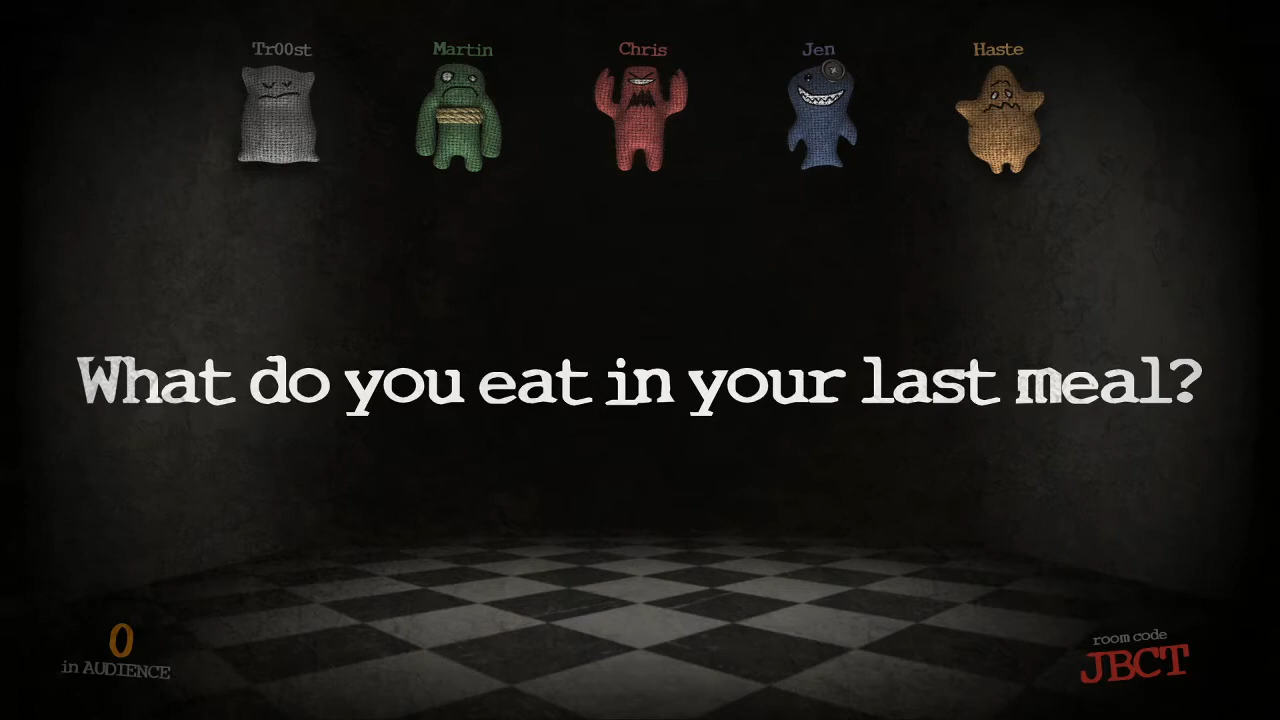 Tr00st
Martin
Chris
Jen
Haste
What do you eat in your last meal?
0
in AUDIENCE
room code
JBCT